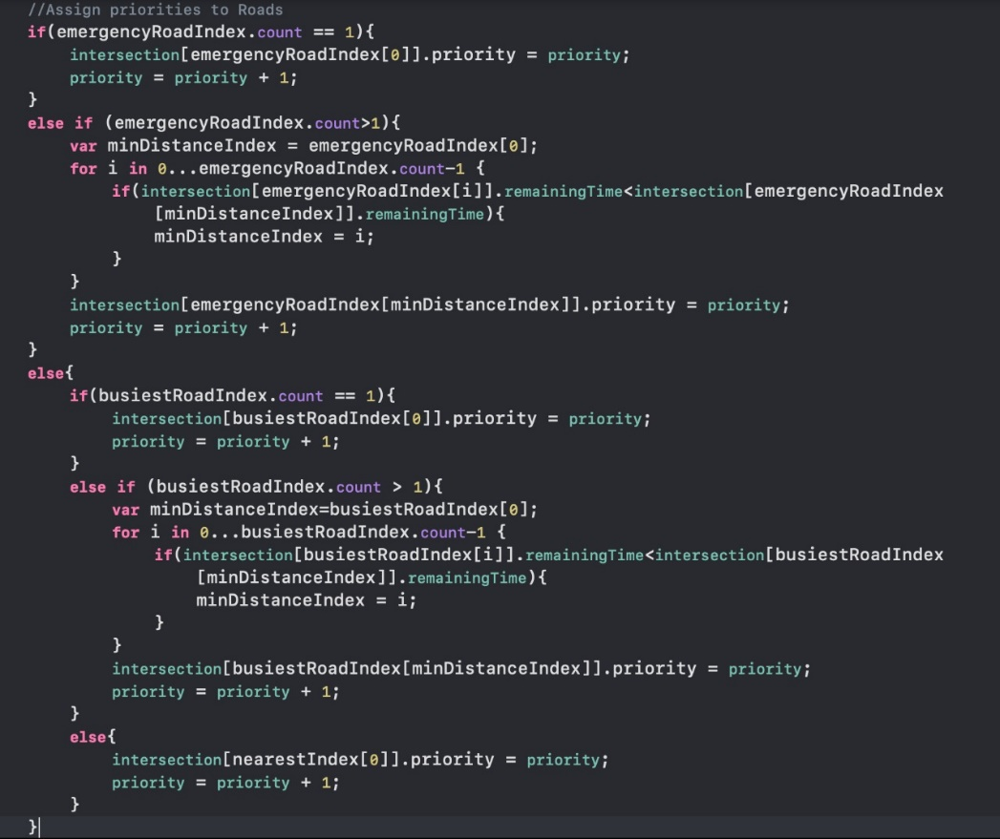 //Assign priorities to Roads
if(emergencyRoadIndex.count == 1){
    intersection[emergencyRoadIndex[0]].priority = priority;
    priority = priority + 1;
}
else if (emergencyRoadIndex.count>1){
    var minDistanceIndex = emergencyRoadIndex[0];
    for i in 0...emergencyRoadIndex.count-1 {
        if(intersection[emergencyRoadIndex[i]].remainingTime<intersection[emergencyRoadIndex
            [minDistanceIndex]].remainingTime){
            minDistanceIndex = i;
        }
    }
    intersection[emergencyRoadIndex[minDistanceIndex]].priority = priority;
    priority = priority + 1;
}
else{
    if(busiestRoadIndex.count == 1){
        intersection[busiestRoadIndex[0]].priority = priority;
        priority = priority + 1;
    }
    else if (busiestRoadIndex.count > 1){
        var minDistanceIndex=busiestRoadIndex[0];
        for i in 0...busiestRoadIndex.count-1 {
            if(intersection[busiestRoadIndex[i]].remainingTime<intersection[busiestRoadIndex
                [minDistanceIndex]].remainingTime){
                minDistanceIndex = i;
            }
        }
        intersection[busiestRoadIndex[minDistanceIndex]].priority = priority;
        priority = priority + 1;
    }
    else{
        intersection[nearestIndex[0]].priority = priority;
        priority = priority + 1;
    }
}